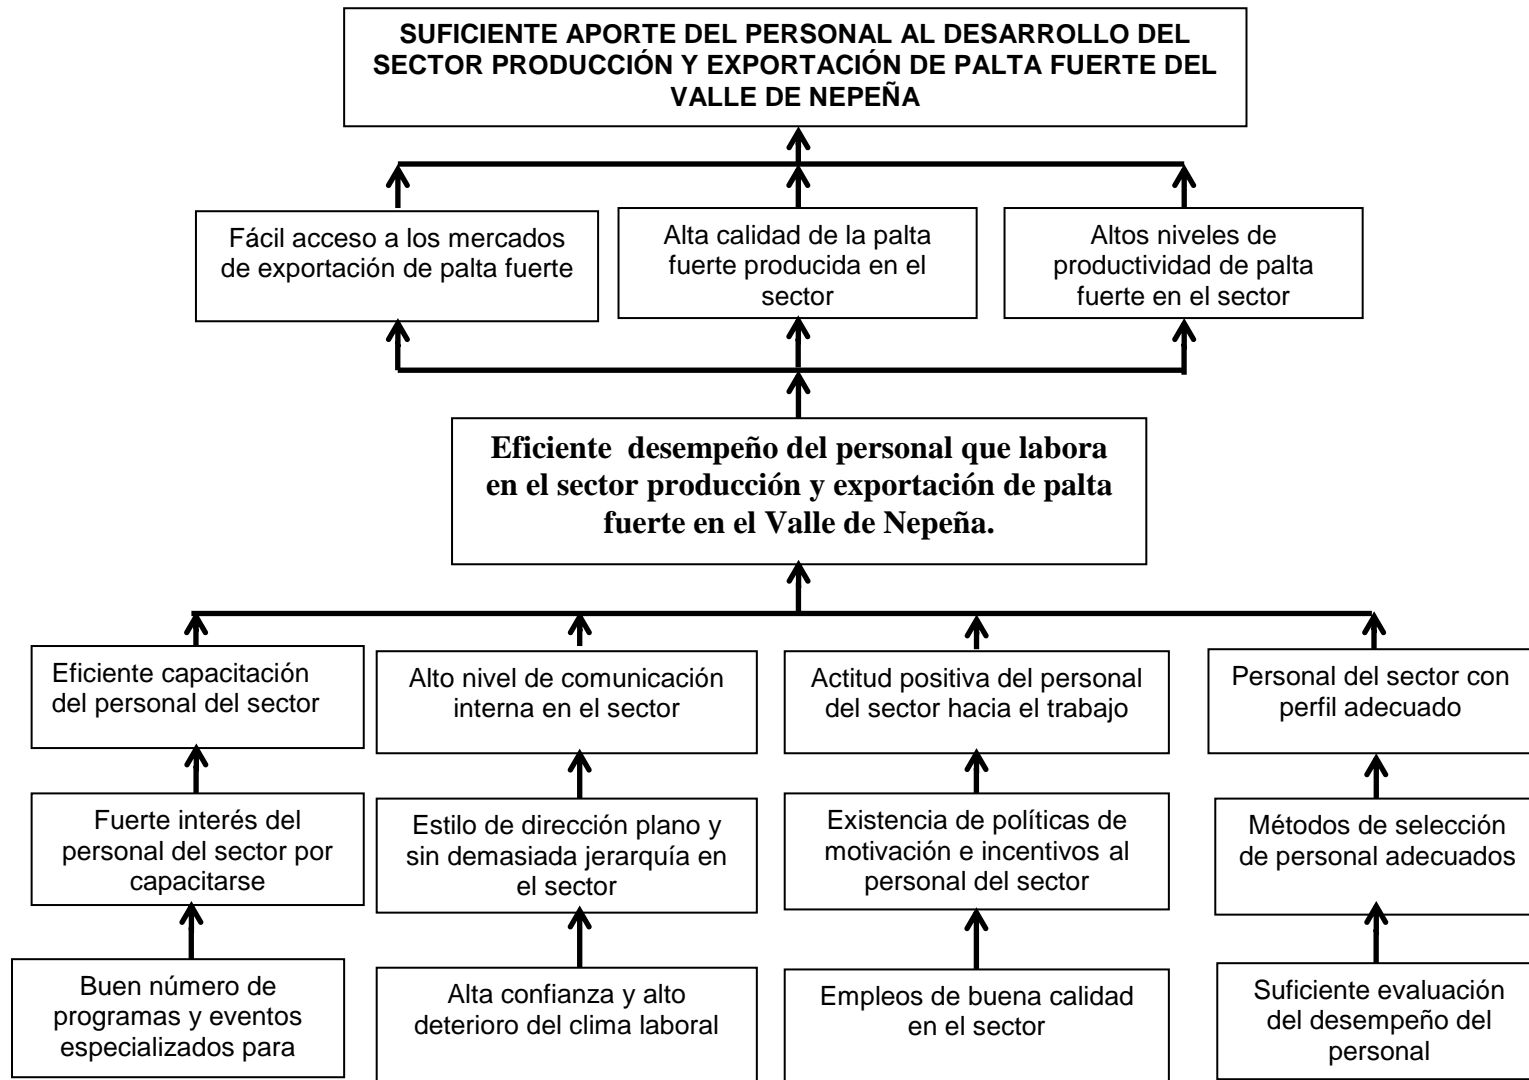 SUFICIENTE APORTE DEL PERSONAL AL DESARROLLO DEL
SECTOR PRODUCCIÓN Y EXPORTACIÓN DE PALTA FUERTE DEL
VALLE DE NEPEÑA
Fácil acceso a los mercados
de exportación de palta fuerte
Alta calidad de la palta
fuerte producida en el
sector
Altos niveles de
productividad de palta
fuerte en el sector
Eficiente desempeño del personal que labora
en el sector producción y exportación de palta
fuerte en el Valle de Nepeña.
Eficiente capacitación
del personal del sector
Alto nivel de comunicación
interna en el sector
Actitud positiva del personal
del sector hacia el trabajo
Personal del sector con
perfil adecuado
Fuerte interés del
personal del sector por
capacitarse
Estilo de dirección plano y
sin demasiada jerarquía en
el sector
Existencia de políticas de
motivación e incentivos al
personal del sector
Métodos de selección
de personal adecuados
Buen número de
programas y eventos
especializados para
Alta confianza y alto
deterioro del clima laboral
Empleos de buena calidad
en el sector
Suficiente evaluación
del desempeño del
personal